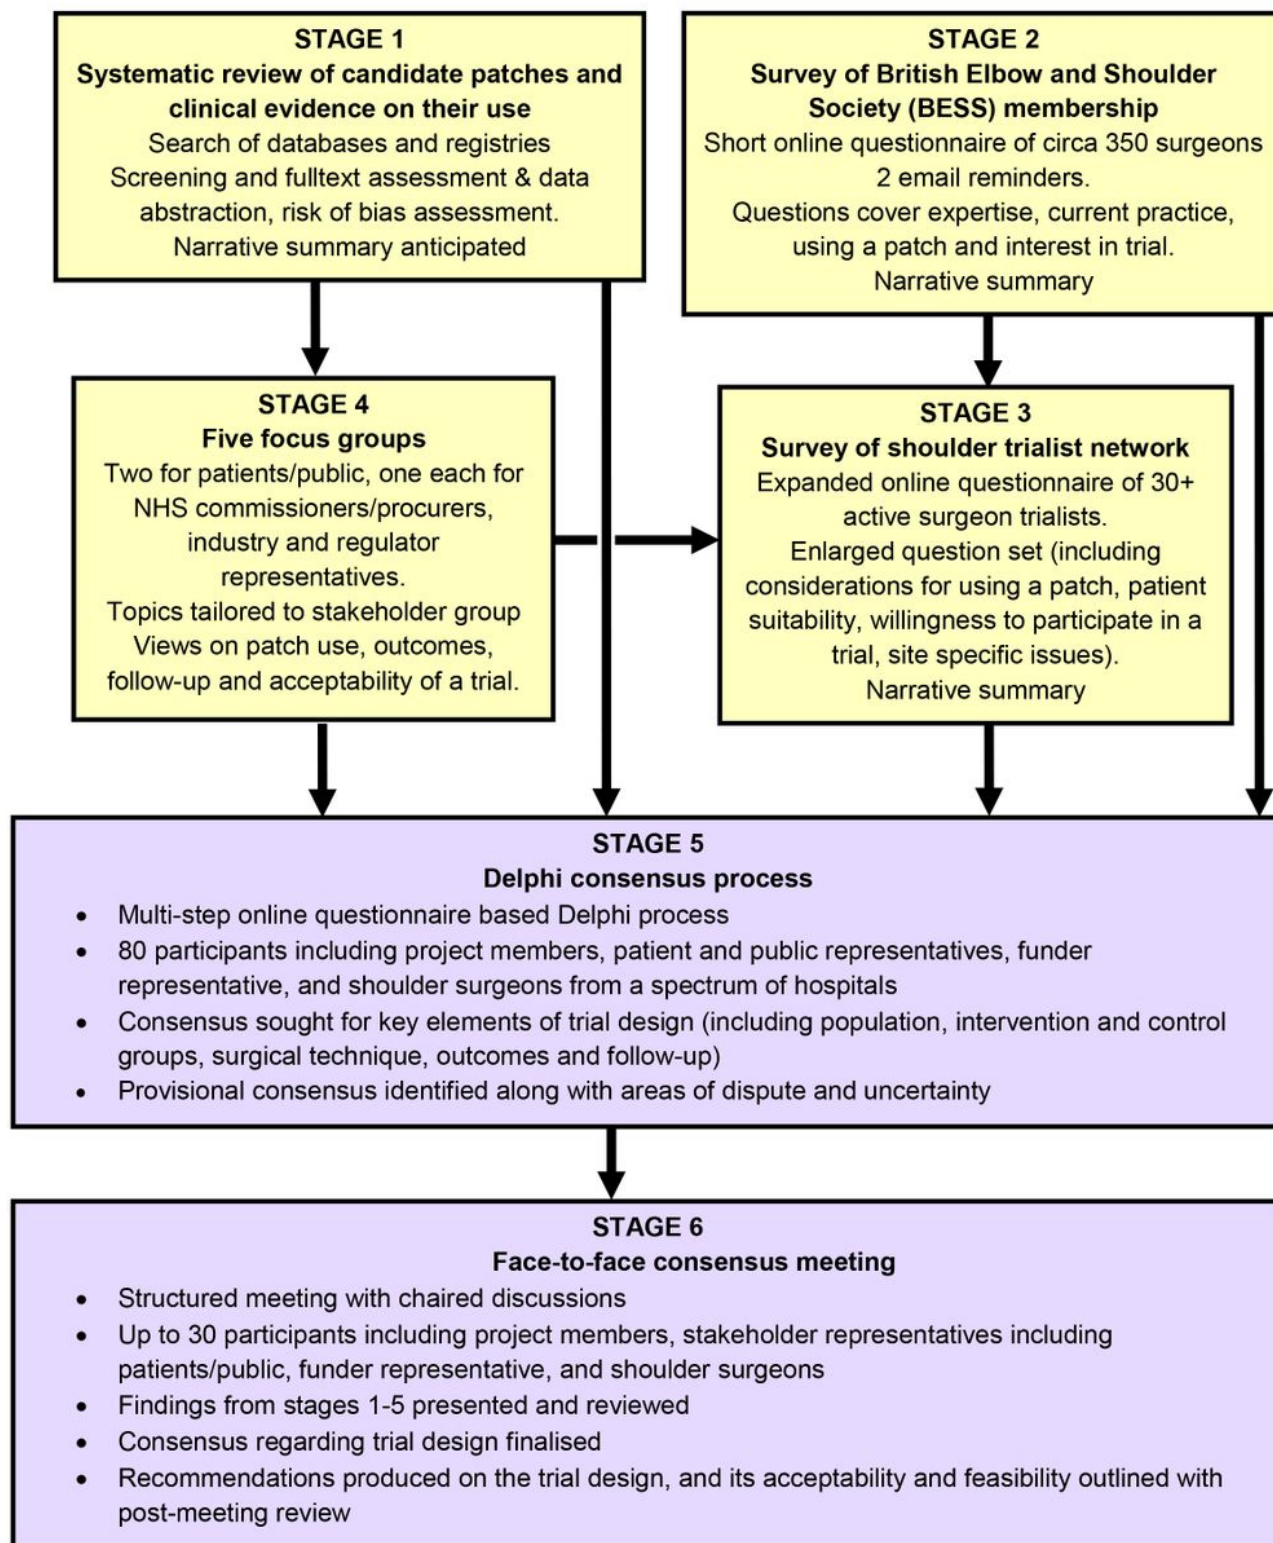 STAGE 1
Systematic review of candidate patches and
clinical evidence on their use
Search of databases and registries
Screening and fulltext assessment & data
abstraction, risk of bias assessment.
Narrative summary anticipated
STAGE 2
Survey of British Elbow and Shoulder
Society (BESS) membership
Short online questionnaire of circa 350 surgeons
2 email reminders.
Questions cover expertise, current practice,
using a patch and interest in trial.
Narrative summary
STAGE 4
Five focus groups
Two for patients/public, one each for
NHS commissioners/procurers,
industry and regulator
representatives.
Topics tailored to stakeholder group
Views on patch use, outcomes,
follow-up and acceptability of a trial.
STAGE 3
Survey of shoulder trialist network
Expanded online questionnaire of 30+
active surgeon trialists.
Enlarged question set (including
considerations for using a patch, patient
suitability, willingness to participate in a
trial, site specific issues).
Narrative summary
STAGE 5
Delphi consensus process
• Multi-step online questionnaire based Delphi process
• 80 participants including project members, patient and public representatives, funder
representative, and shoulder surgeons from a spectrum of hospitals
• Consensus sought for key elements of trial design (including population, intervention and control
groups, surgical technique, outcomes and follow-up)
• Provisional consensus identified along with areas of dispute and uncertainty
STAGE 6
Face-to-face consensus meeting
• Structured meeting with chaired discussions
• Up to 30 participants including project members, stakeholder representatives including
patients/public, funder representative, and shoulder surgeons
• Findings from stages 1-5 presented and reviewed
• Consensus regarding trial design finalised
• Recommendations produced on the trial design, and its acceptability and feasibility outlined with
post-meeting review